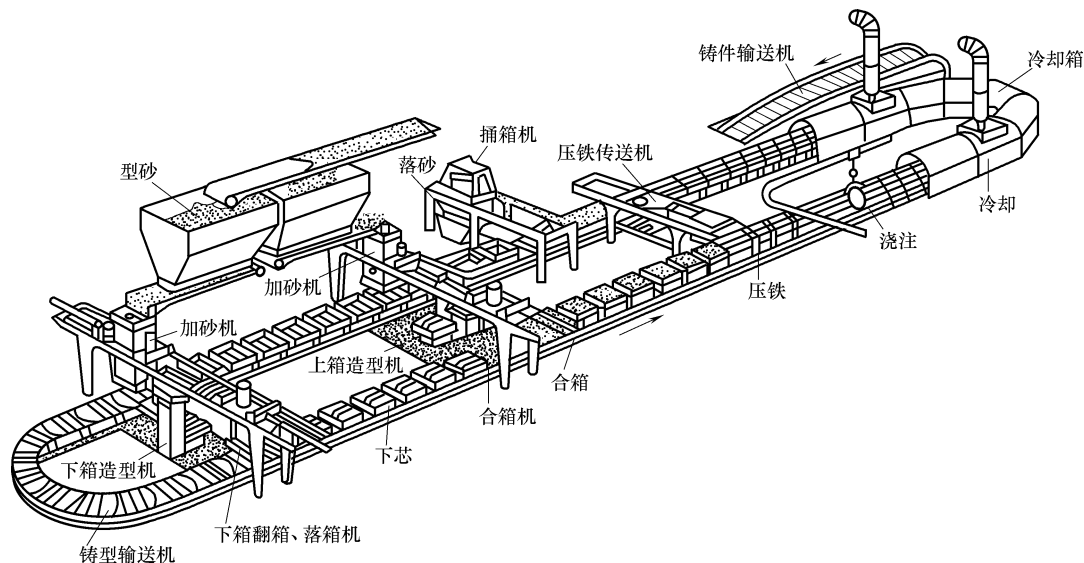 铸件输送机
冷却箱
捅箱机
落砂
压铁传送机
型砂
冷却
浇注
加砂机
压铁
加砂机
上箱造型机
合箱
合箱机
下芯
下箱造型机
下箱翻箱、落箱机
铸型输送机